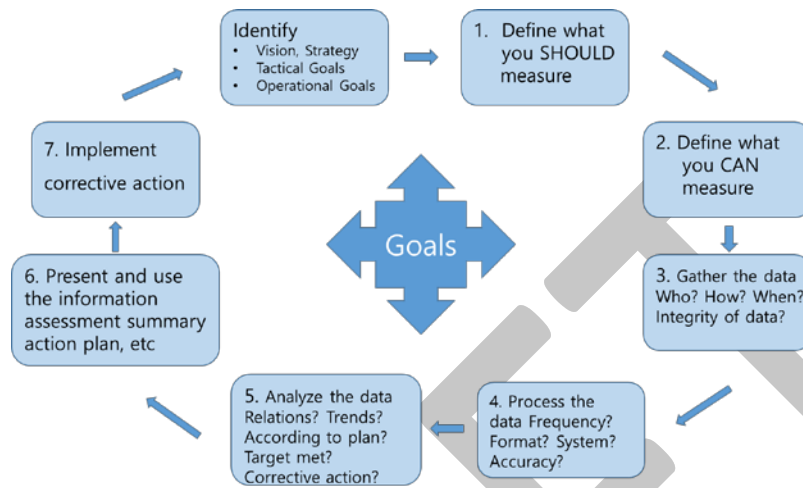 Identify
• Vision, Strategy
• Tactical Goals
• Operational Goals
1. Define what
you SHOULD
measure
2. Define what
you CAN
measure
3. Gather the data
Who? How? When?
Integrity of data?
4. Process the
data Frequency?
Format? System?
Accuracy?
5. Analyze the data
Relations? Trends?
According to plan?
Target met?
Corrective action?
6. Present and use
the information
assessment summary
action plan, etc
7. Implement
corrective action
Goals